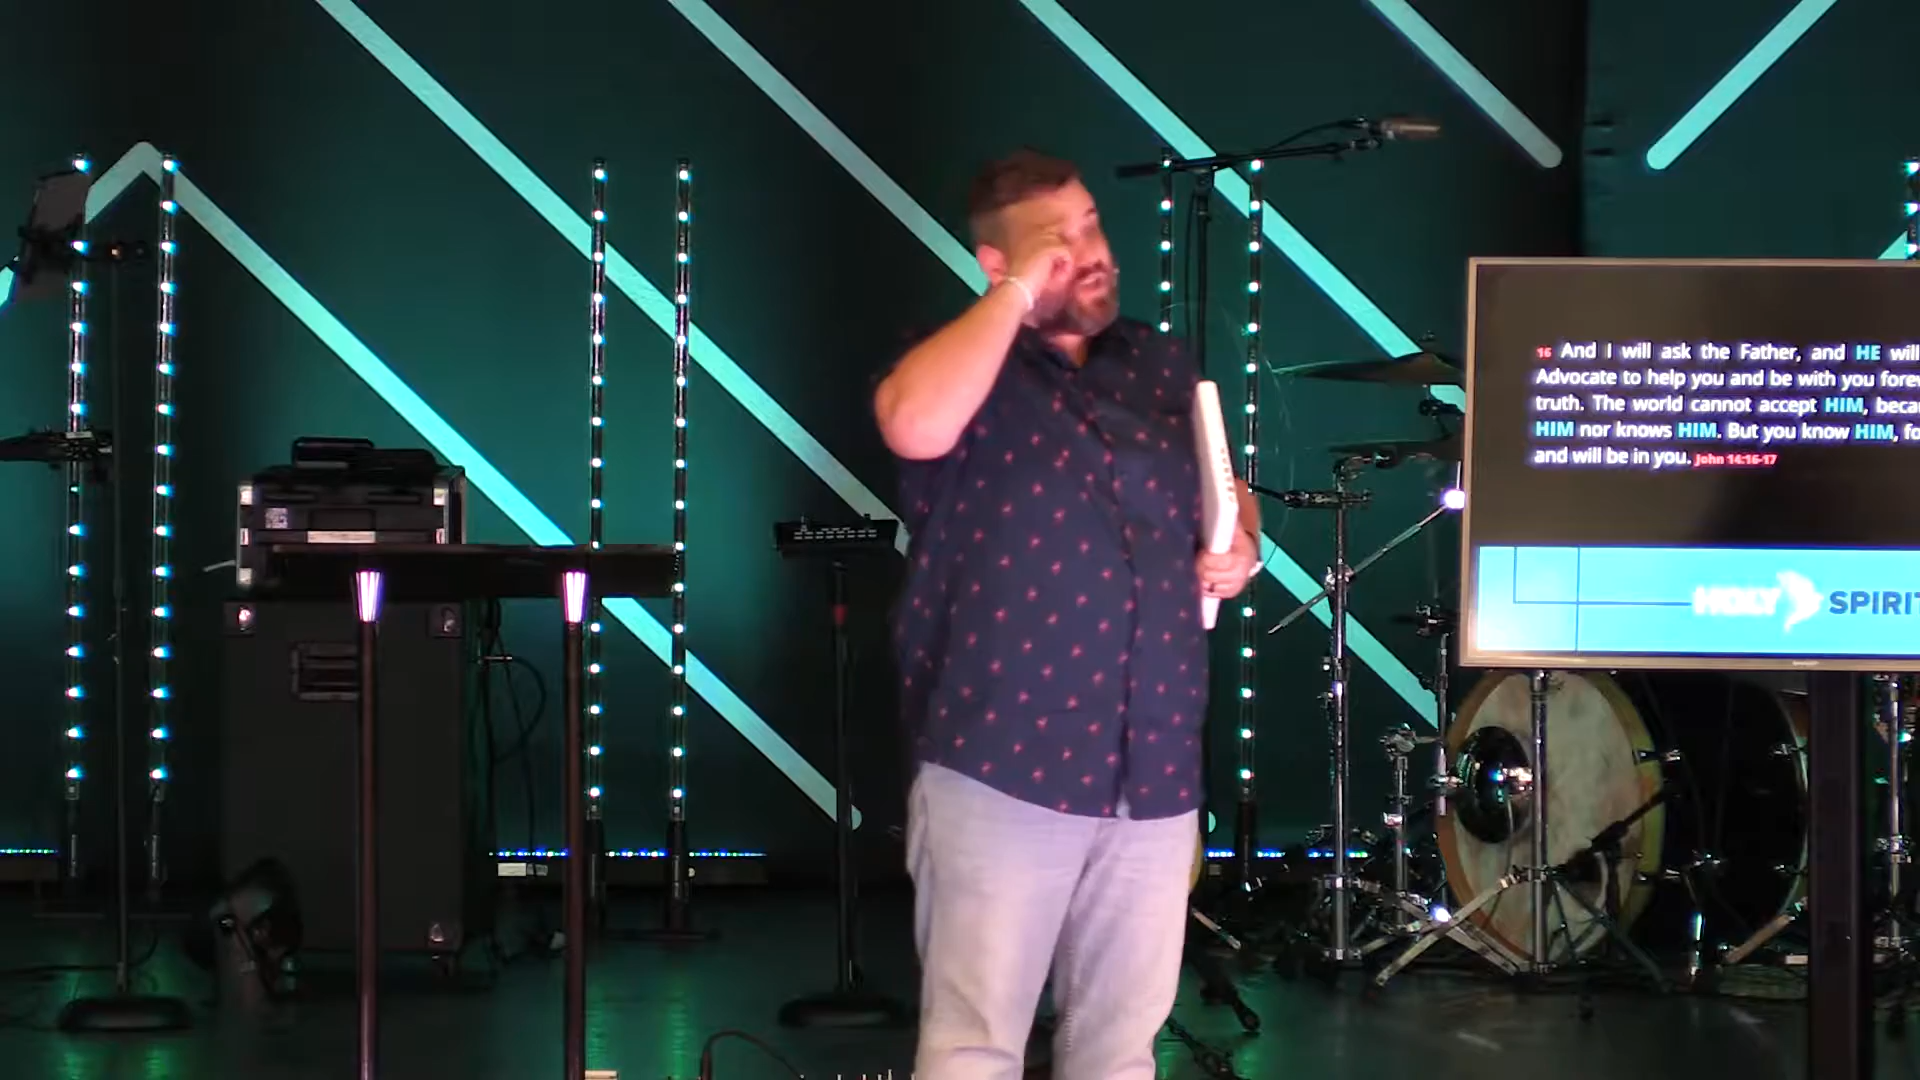 16 And I will ask the Father, and HE will
Advocate to help you and be with you forev
truth. The world cannot accept HIM, beca
HIM nor knows HIM. But you know HIM, fo
and will be in you. John 14:16-17
HOLY SPIRIT